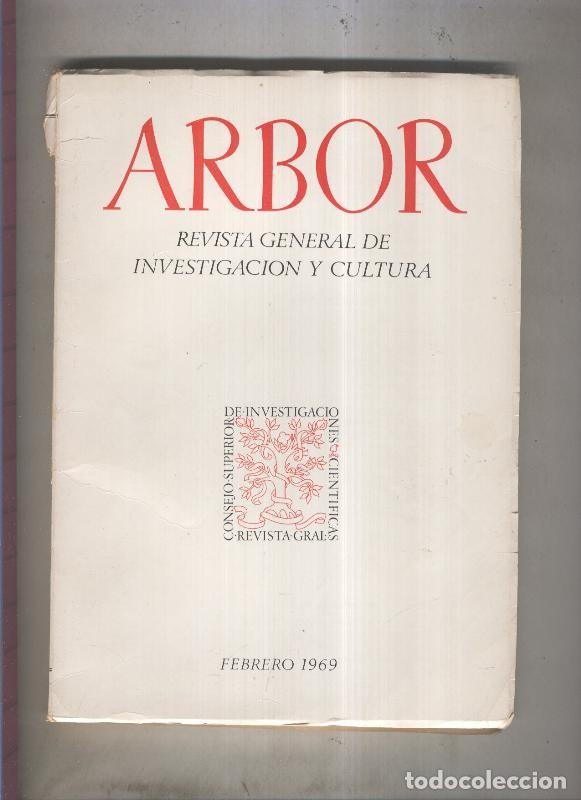 ARBOR
REVISTA GENERAL DE
INVESTIGACION Y CULTURA
CONSEJO·SUPERIOR
DE·INVESTIGACIO
NES·CIENTIFICAS
·REVISTA·GRAL·
FEBRERO 1969
todocoleccion